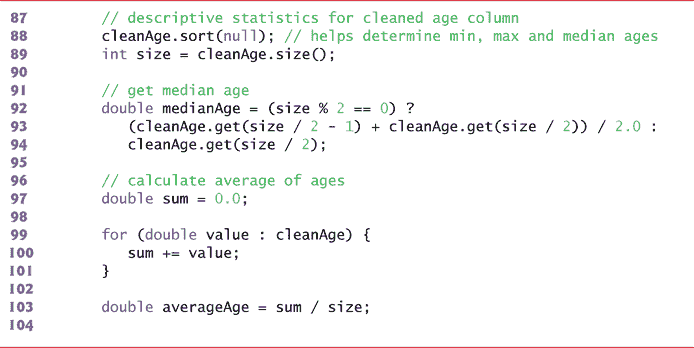 87 // descriptive statistics for cleaned age column
88 cleanAge.sort(null); // helps determine min, max and median ages
89 int size = cleanAge.size();
90
91 // get median age
92 double medianAge = (size % 2 == 0) ?
93 (cleanAge.get(size / 2 - 1) + cleanAge.get(size / 2)) / 2.0 :
94 cleanAge.get(size / 2);
95
96 // calculate average of ages
97 double sum = 0.0;
98
99 for (double value : cleanAge) {
100 sum += value;
101 }
102
103 double averageAge = sum / size;
104